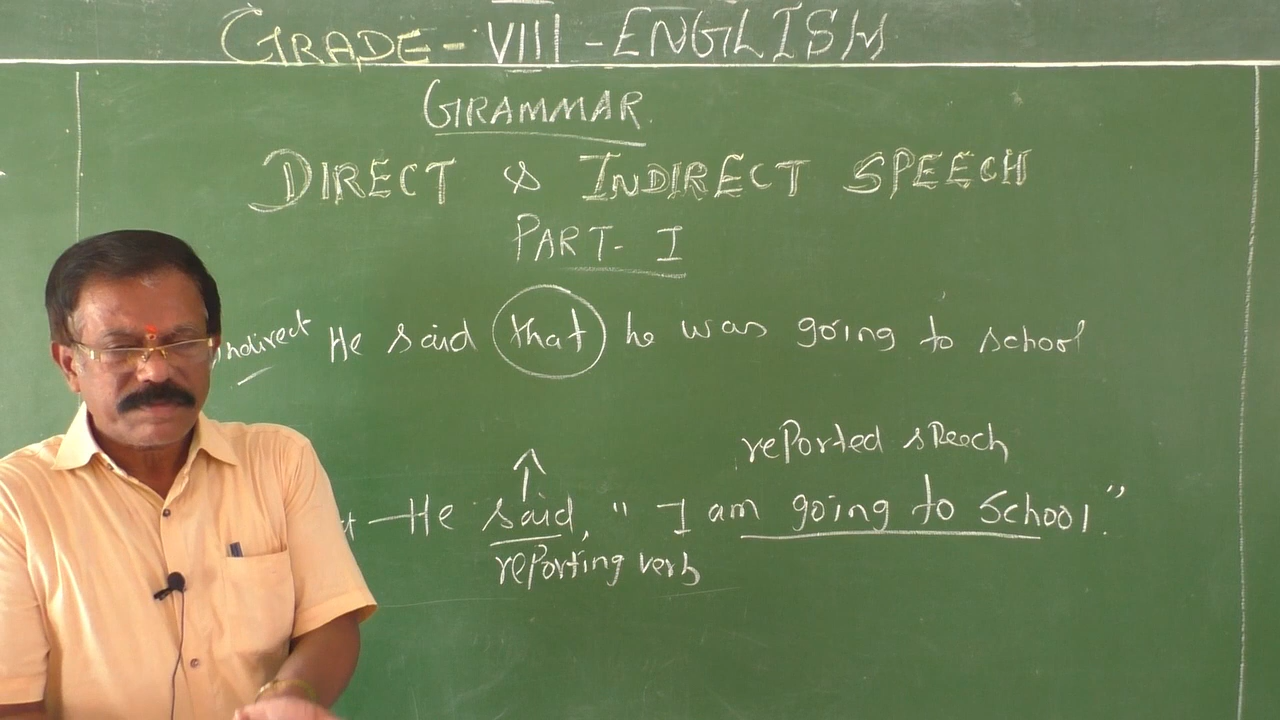 GRADE - VIII - ENGLISH
GRAMMAR
DIRECT & INDIRECT SPEECH
PART- I
Indirect He said that he was going to school
reported speech
He said, " I am going to School."
reporting verb